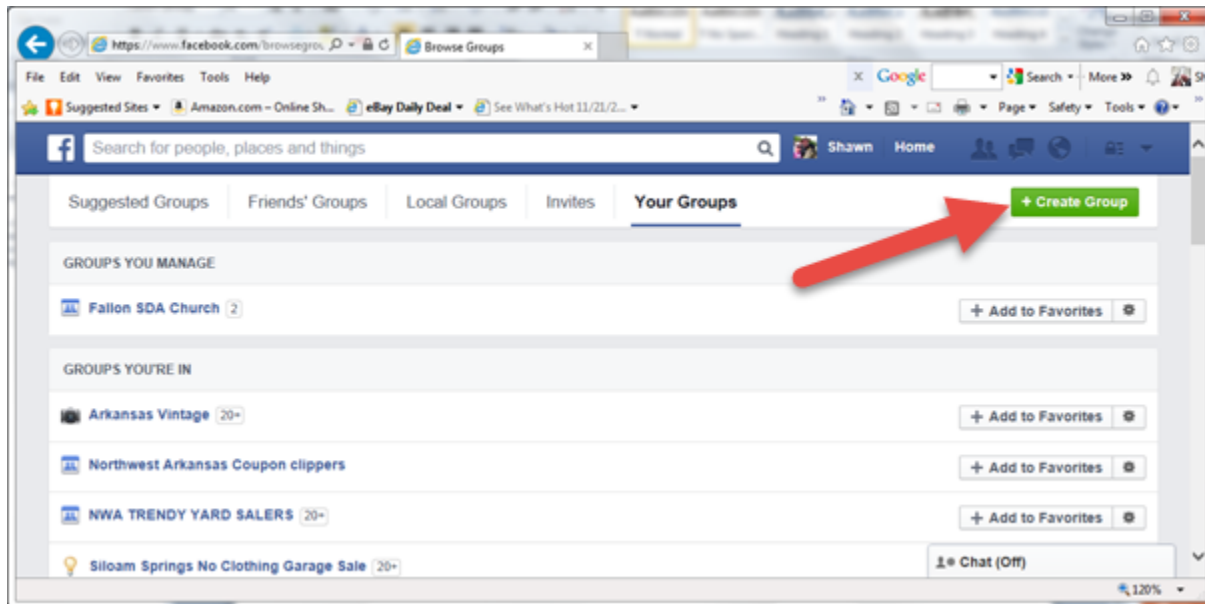 https://www.facebook.com/browsegrou
Browse Groups
File Edit View Favorites Tools Help
x Google Search More »
Suggested Sites Amazon.com – Online Sh... eBay Daily Deal See What's Hot 11/21/2...
Page Safety Tools
f Search for people, places and things Shawn Home
Suggested Groups Friends' Groups Local Groups Invites Your Groups + Create Group
GROUPS YOU MANAGE
Fallon SDA Church 2 + Add to Favorites
GROUPS YOU'RE IN
Arkansas Vintage 20+ + Add to Favorites
Northwest Arkansas Coupon clippers + Add to Favorites
NWA TRENDY YARD SALERS 20+ + Add to Favorites
Siloam Springs No Clothing Garage Sale 20+
Chat (Off)
120%